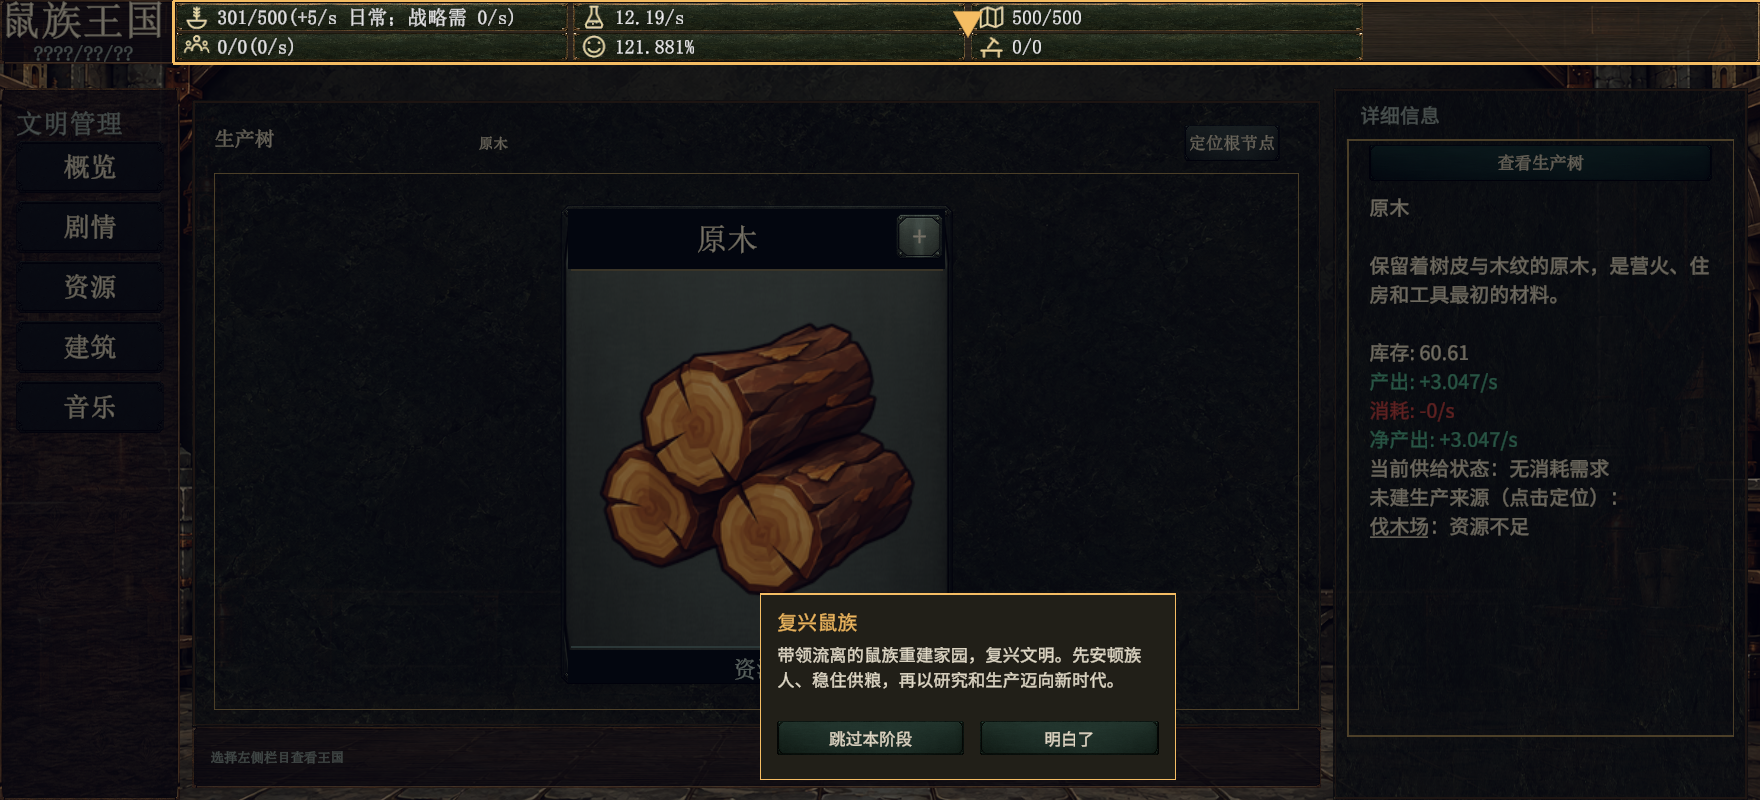 鼠族王国
????/??/??
301/500(+5/s 日常; 战略需 0/s)
0/0(0/s)
12.19/s
121.881%
500/500
0/0
文明管理
概览
剧情
资源
建筑
音乐
生产树
原木
定位根节点
原木
+
资
选择左侧栏目查看王国
详细信息
查看生产树
原木
保留着树皮与木纹的原木，是营火、住
房和工具最初的材料。
库存: 60.61
产出: +3.047/s
消耗: -0/s
净产出: +3.047/s
当前供给状态：无消耗需求
未建生产来源（点击定位）：
伐木场：资源不足
复兴鼠族
带领流离的鼠族重建家园，复兴文明。先安顿族
人、稳住供粮，再以研究和生产迈向新时代。
跳过本阶段
明白了